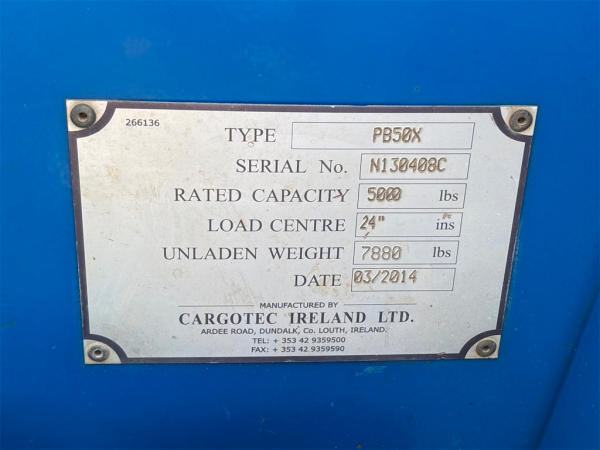 266136
TYPE PB50X
SERIAL No. N130408C
RATED CAPACITY 5000 lbs
LOAD CENTRE 24" ins
UNLADEN WEIGHT 7880 lbs
DATE 03/2014
MANUFACTURED BY
CARGOTEC IRELAND LTD.
ARDEE ROAD, DUNDALK, Co. LOUTH, IRELAND.
TEL: + 353 42 9359500
FAX: + 353 42 9359590